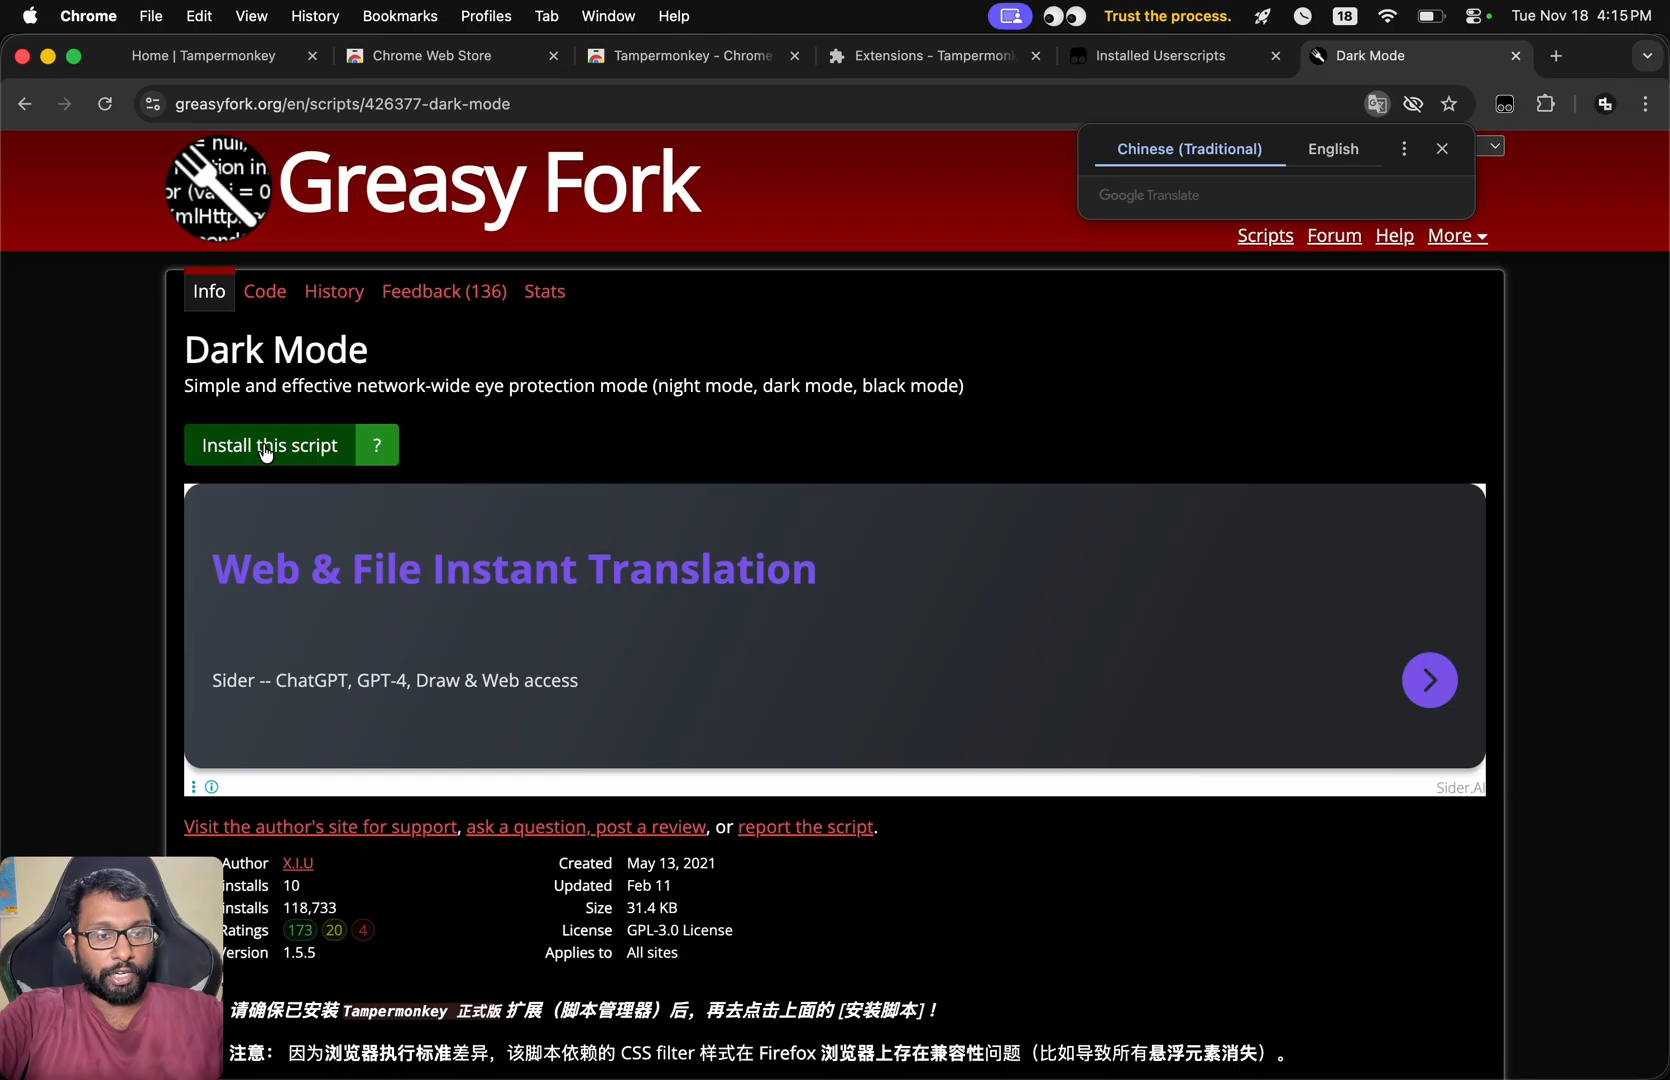 Chrome File Edit View History Bookmarks Profiles Tab Window Help Trust the process. 18 Tue Nov 18 4:15 PM
Home | Tampermonkey Chrome Web Store Tampermonkey - Chrome Extensions – Tampermonk Installed Userscripts Dark Mode
greasyfork.org/en/scripts/426377-dark-mode
Chinese (Traditional) English
Google Translate
Greasy Fork
Scripts Forum Help More
Info Code History Feedback (136) Stats
Dark Mode
Simple and effective network-wide eye protection mode (night mode, dark mode, black mode)
Install this script ?
Web & File Instant Translation
Sider -- ChatGPT, GPT-4, Draw & Web access
Sider.AI
Visit the author's site for support, ask a question, post a review, or report the script.
Author X.I.U Created May 13, 2021
installs 10 Updated Feb 11
installs 118,733 Size 31.4 KB
Ratings 173 20 4 License GPL-3.0 License
Version 1.5.5 Applies to All sites
请确保已安装 Tampermonkey 正式版 扩展（脚本管理器）后，再去点击上面的 [安装脚本]！
注意： 因为浏览器执行标准差异，该脚本依赖的 CSS filter 样式在 Firefox 浏览器上存在兼容性问题（比如导致所有悬浮元素消失）。